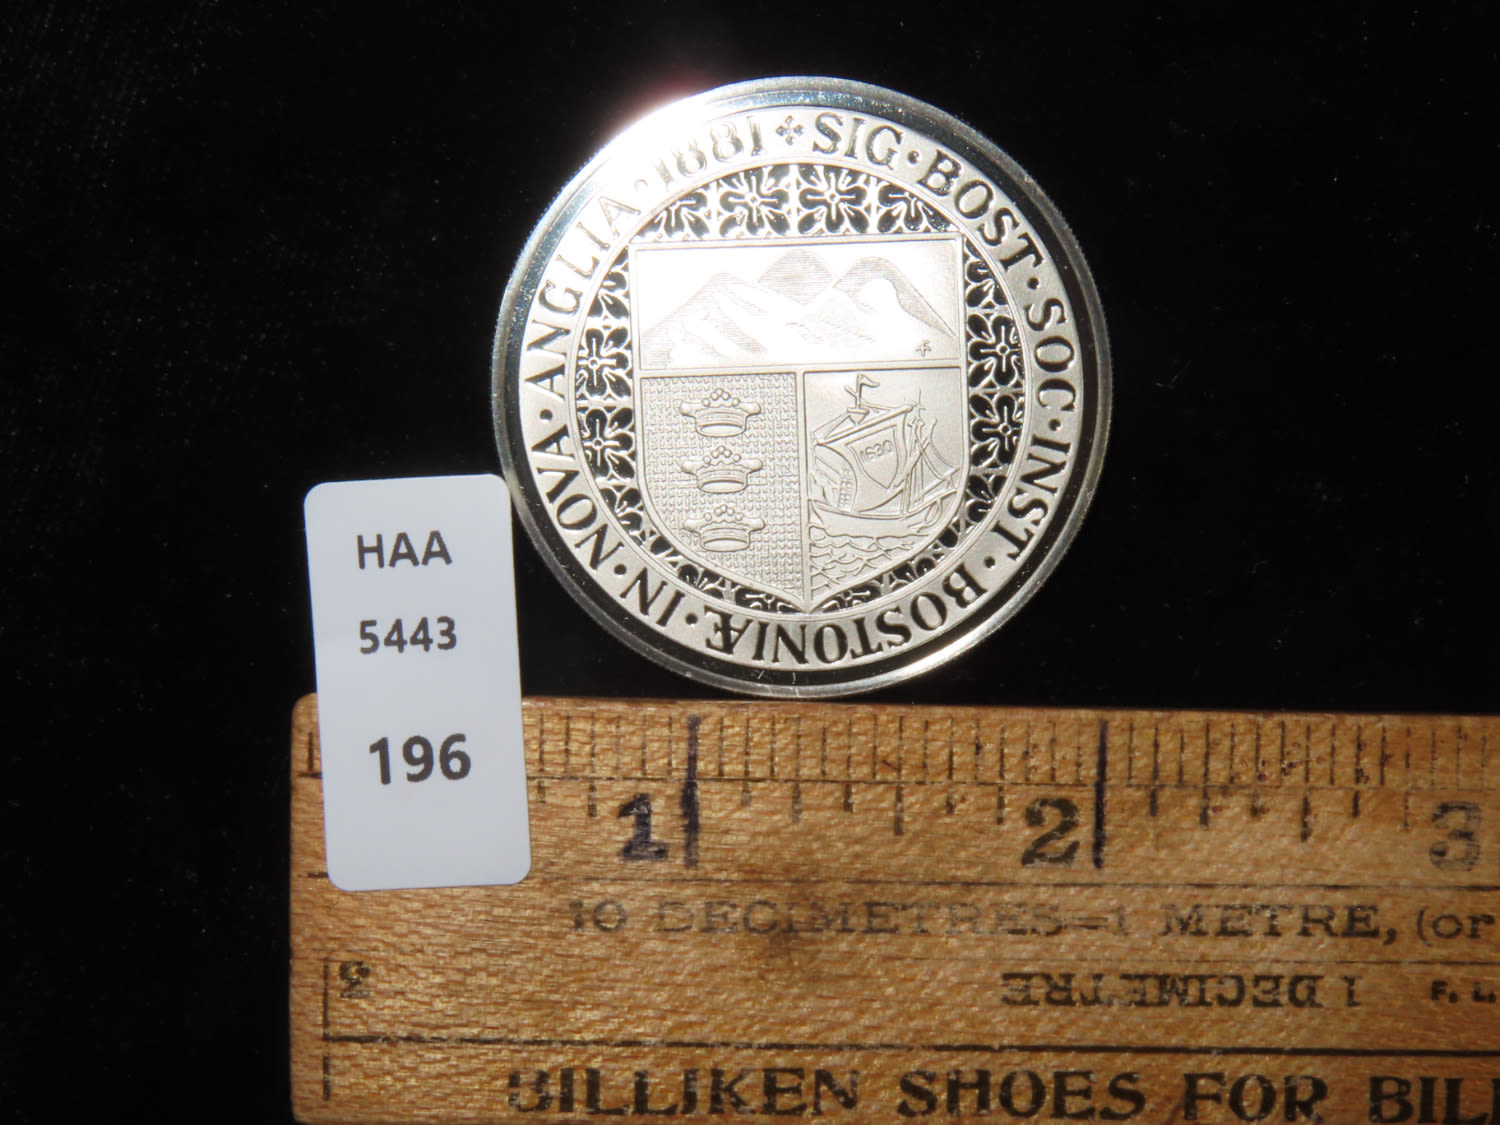 SIG · BOST · SOC · INST · BOSTONIÆ · IN · NOVA · ANGLIA · 1881
1630
HAA
5443
196
1 2 3
10 DECIMETRES=1 METRE, (or
1 DECIMETRE
F. L.
BILLIKEN SHOES FOR BIL